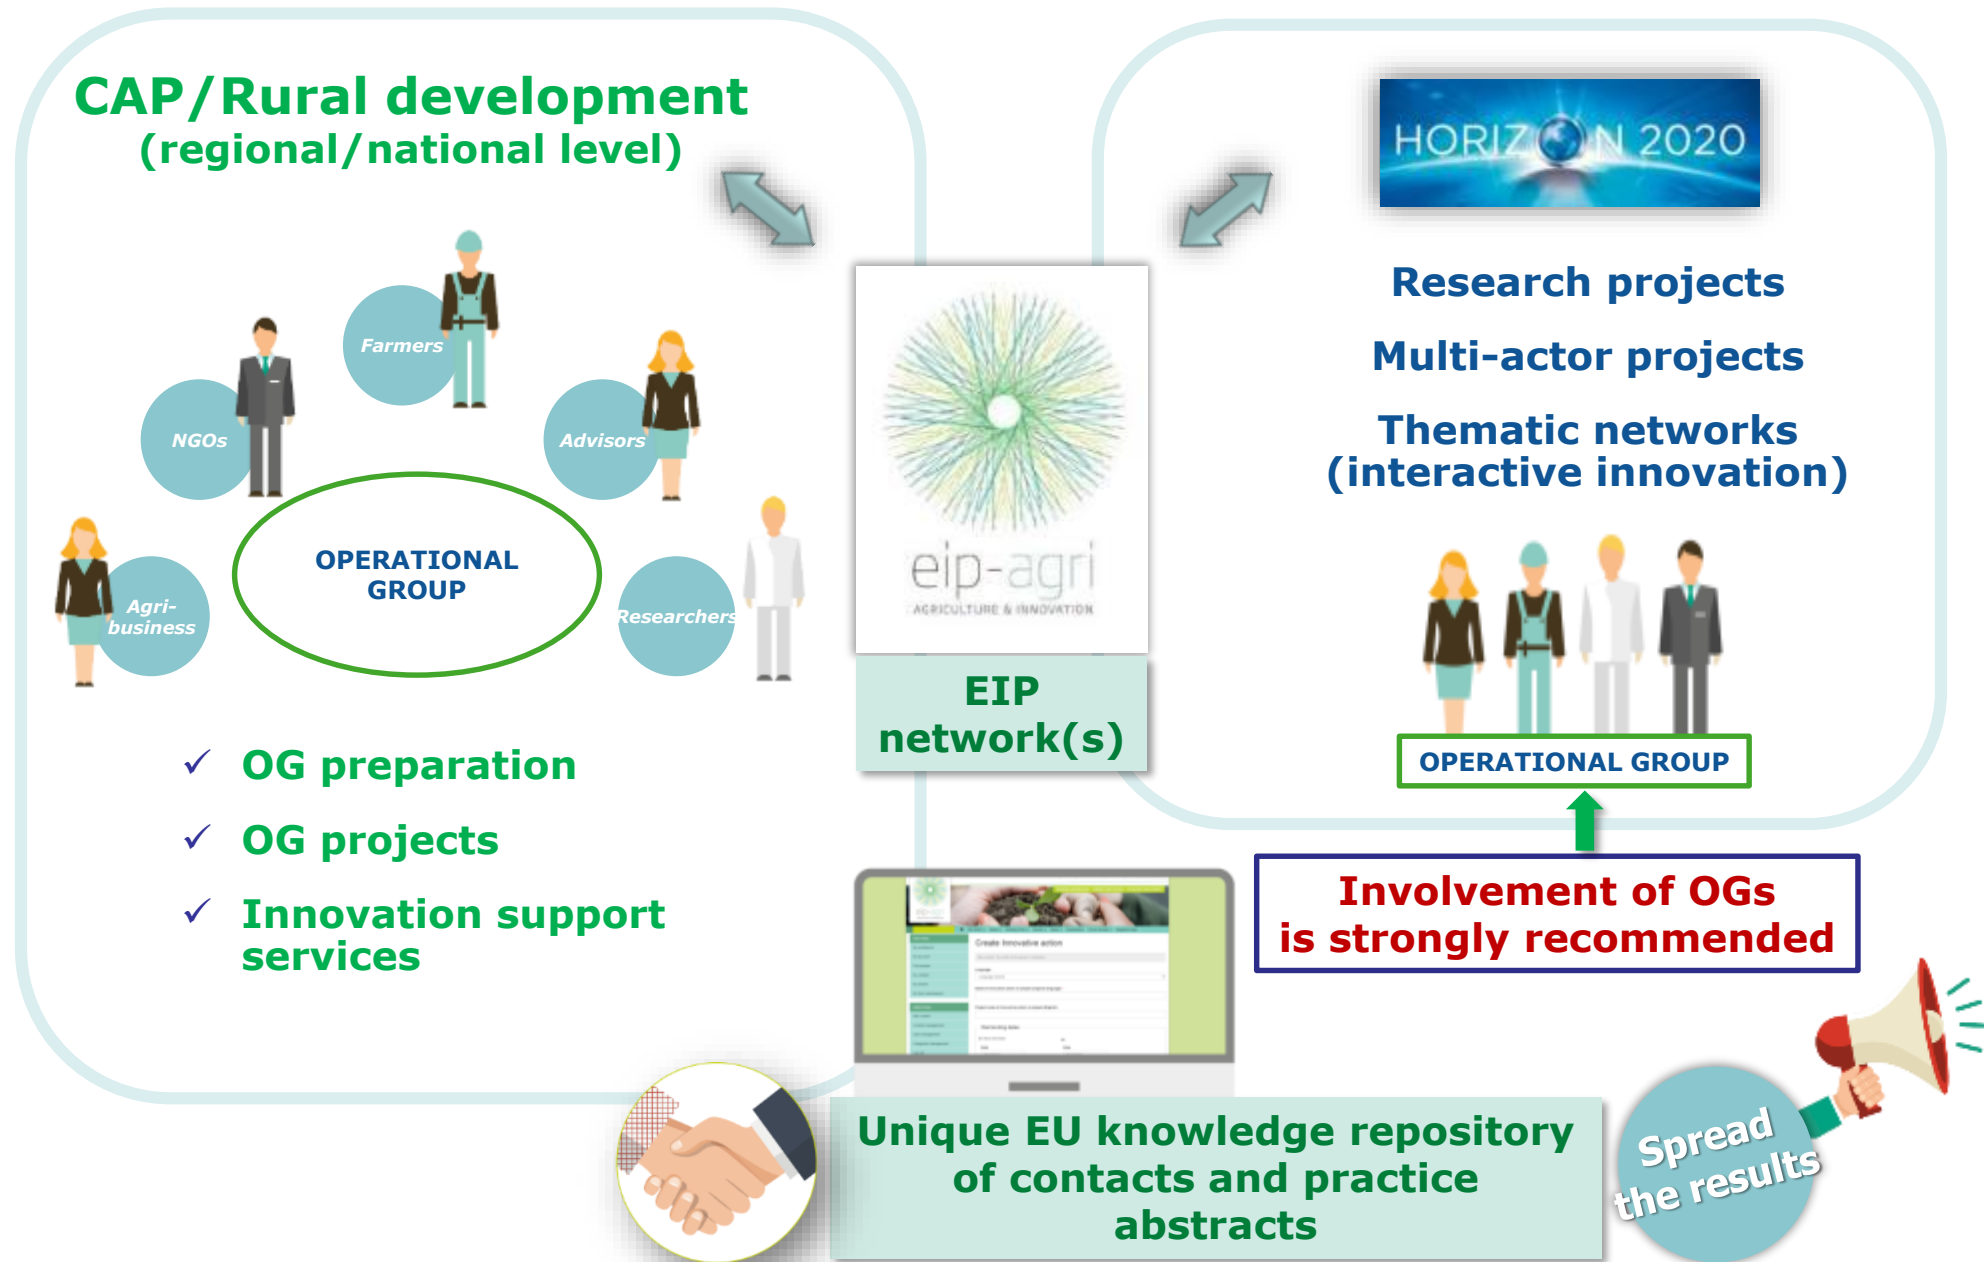 CAP/Rural development
(regional/national level)
Farmers
NGOs
Advisors
Agri-
business
OPERATIONAL
GROUP
Researchers
✓ OG preparation
✓ OG projects
✓ Innovation support
services
eip-agri
AGRICULTURE & INNOVATION
EIP
network(s)
HORIZON 2020
Research projects
Multi-actor projects
Thematic networks
(interactive innovation)
OPERATIONAL GROUP
Involvement of OGs
is strongly recommended
Create Innovative action
Unique EU knowledge repository
of contacts and practice
abstracts
Spread
the results